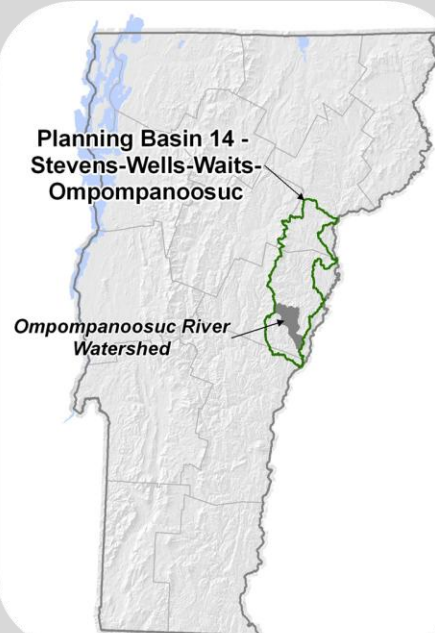 Planning Basin 14 -
Stevens-Wells-Waits-
Ompompanoosuc
Ompompanoosuc River
Watershed